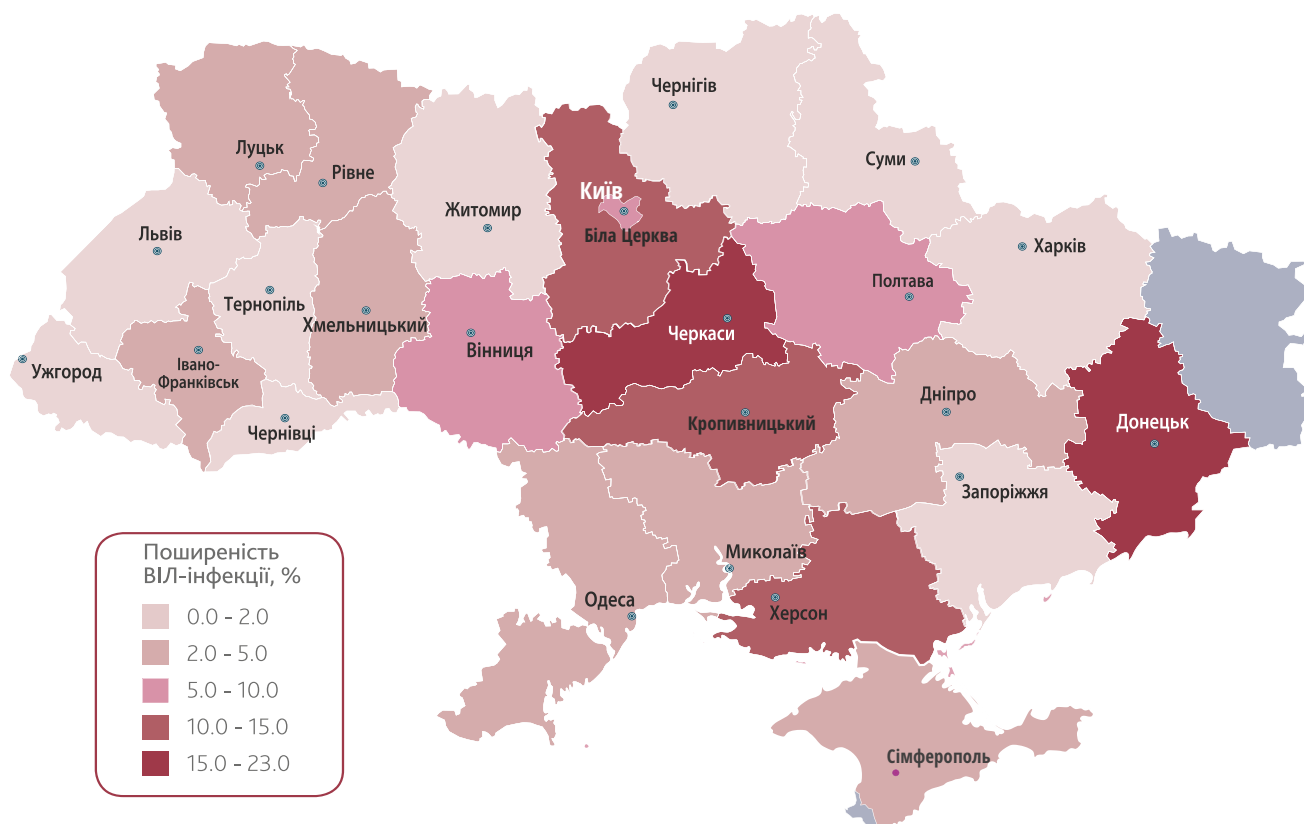 Чернігів
Суми
Луцьк
Рівне
Київ
Житомир
Біла Церква
Львів
Харків
Тернопіль
Хмельницький
Полтава
Вінниця
Черкаси
Ужгород
Івано-
Франківськ
Чернівці
Кропивницький
Дніпро
Донецьк
Запоріжжя
Миколаїв
Одеса
Херсон
Сімферополь
Поширеність
ВІЛ-інфекції, %
0.0 - 2.0
2.0 - 5.0
5.0 - 10.0
10.0 - 15.0
15.0 - 23.0